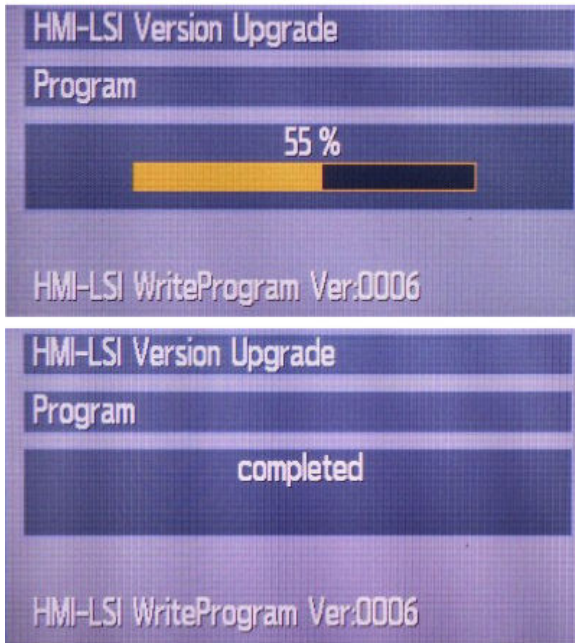 HMI-LSI Version Upgrade
Program
55 %
HMI-LSI WriteProgram Ver:0006
HMI-LSI Version Upgrade
Program
completed
HMI-LSI WriteProgram Ver:0006